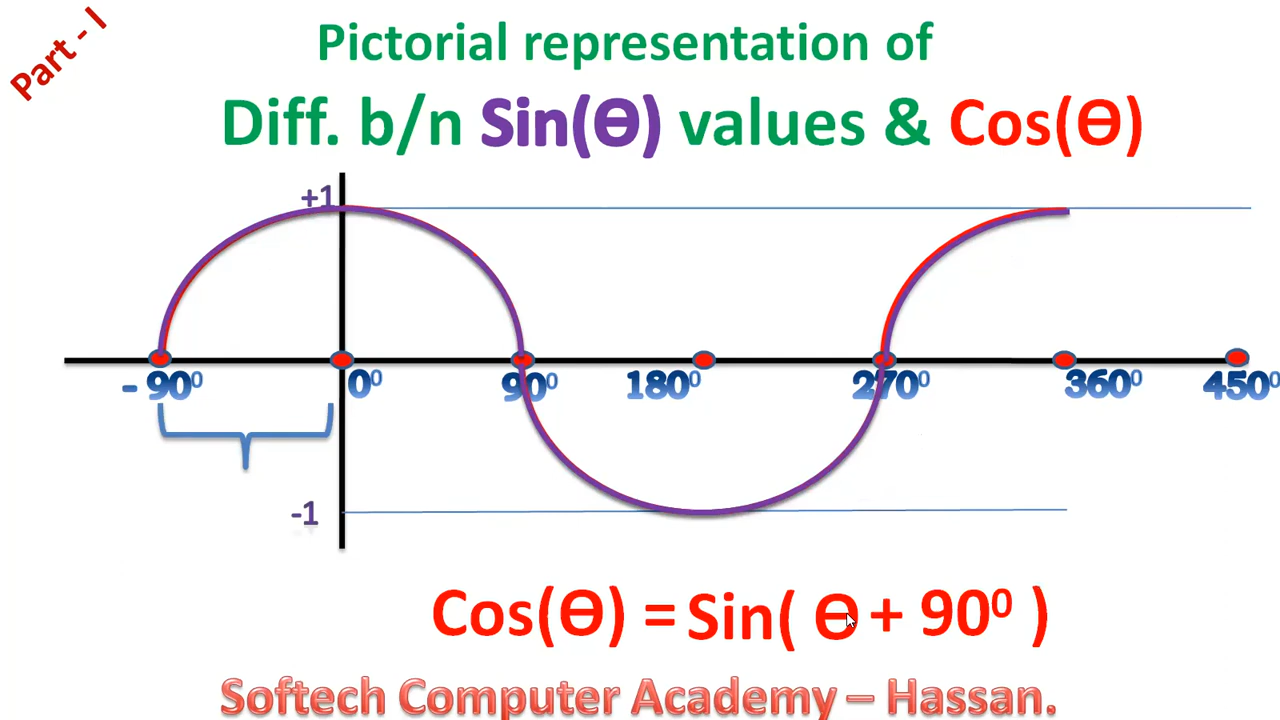 Part - I
Pictorial representation of
Diff. b/n Sin(Ɵ) values & Cos(Ɵ)
+1
- 90⁰ 0⁰ 90⁰ 180⁰ 270⁰ 360⁰ 450⁰
-1
Cos(Ɵ) = Sin( Ɵ + 90⁰ )
Softech Computer Academy – Hassan.